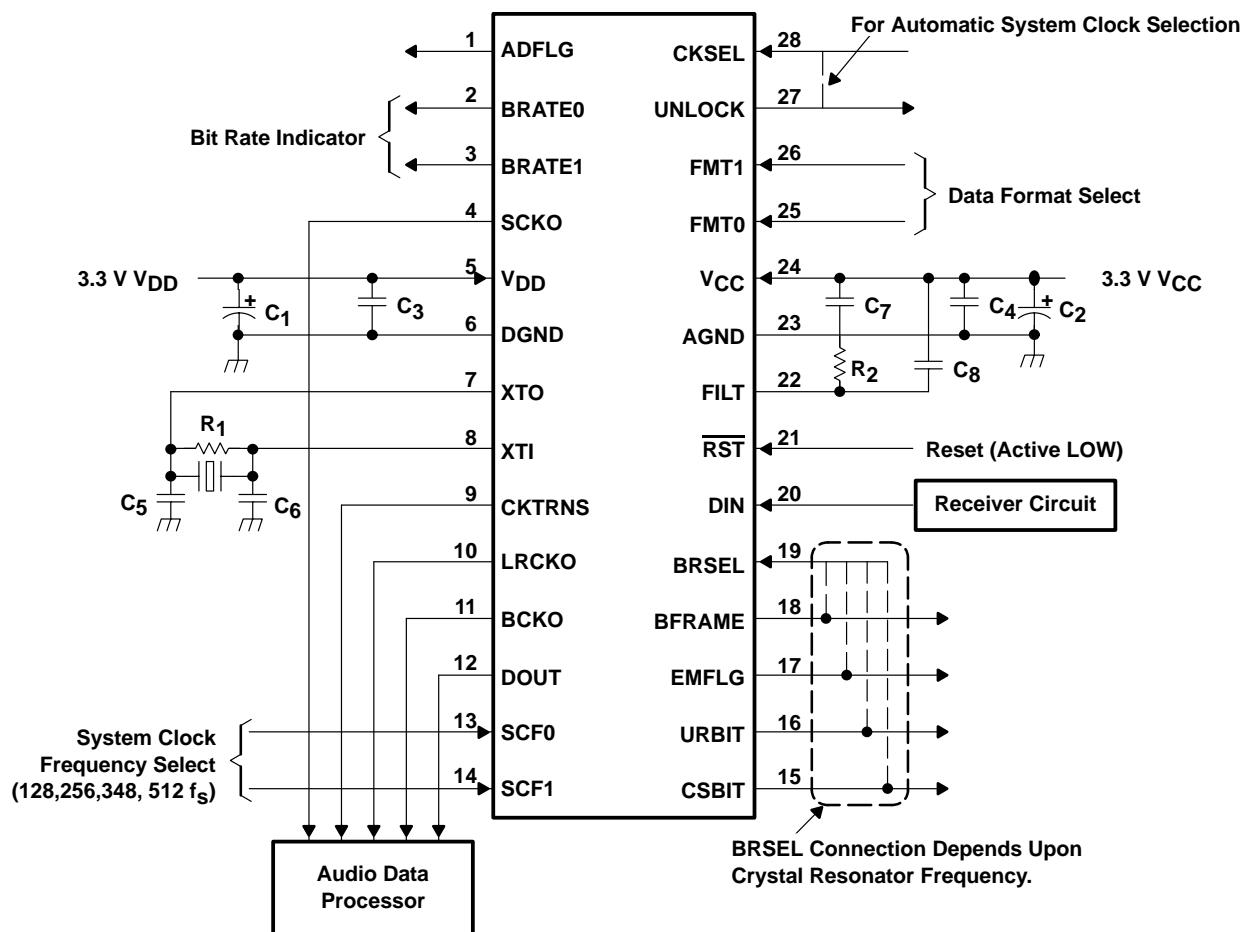 For Automatic System Clock Selection
1 ADFLG
CKSEL 28
2 BRATE0
UNLOCK 27
Bit Rate Indicator
3 BRATE1
FMT1 26
Data Format Select
4 SCKO
FMT0 25
3.3 V VDD
5 VDD
VCC 24
3.3 V VCC
C1
C3
C7
C4
C2
6 DGND
AGND 23
R2
C8
7 XTO
FILT 22
R1
8 XTI
RST 21
Reset (Active LOW)
C5
C6
9 CKTRNS
DIN 20
Receiver Circuit
10 LRCKO
BRSEL 19
11 BCKO
BFRAME 18
12 DOUT
EMFLG 17
13 SCF0
URBIT 16
System Clock
Frequency Select
(128,256,348, 512 fs)
14 SCF1
CSBIT 15
BRSEL Connection Depends Upon
Crystal Resonator Frequency.
Audio Data
Processor